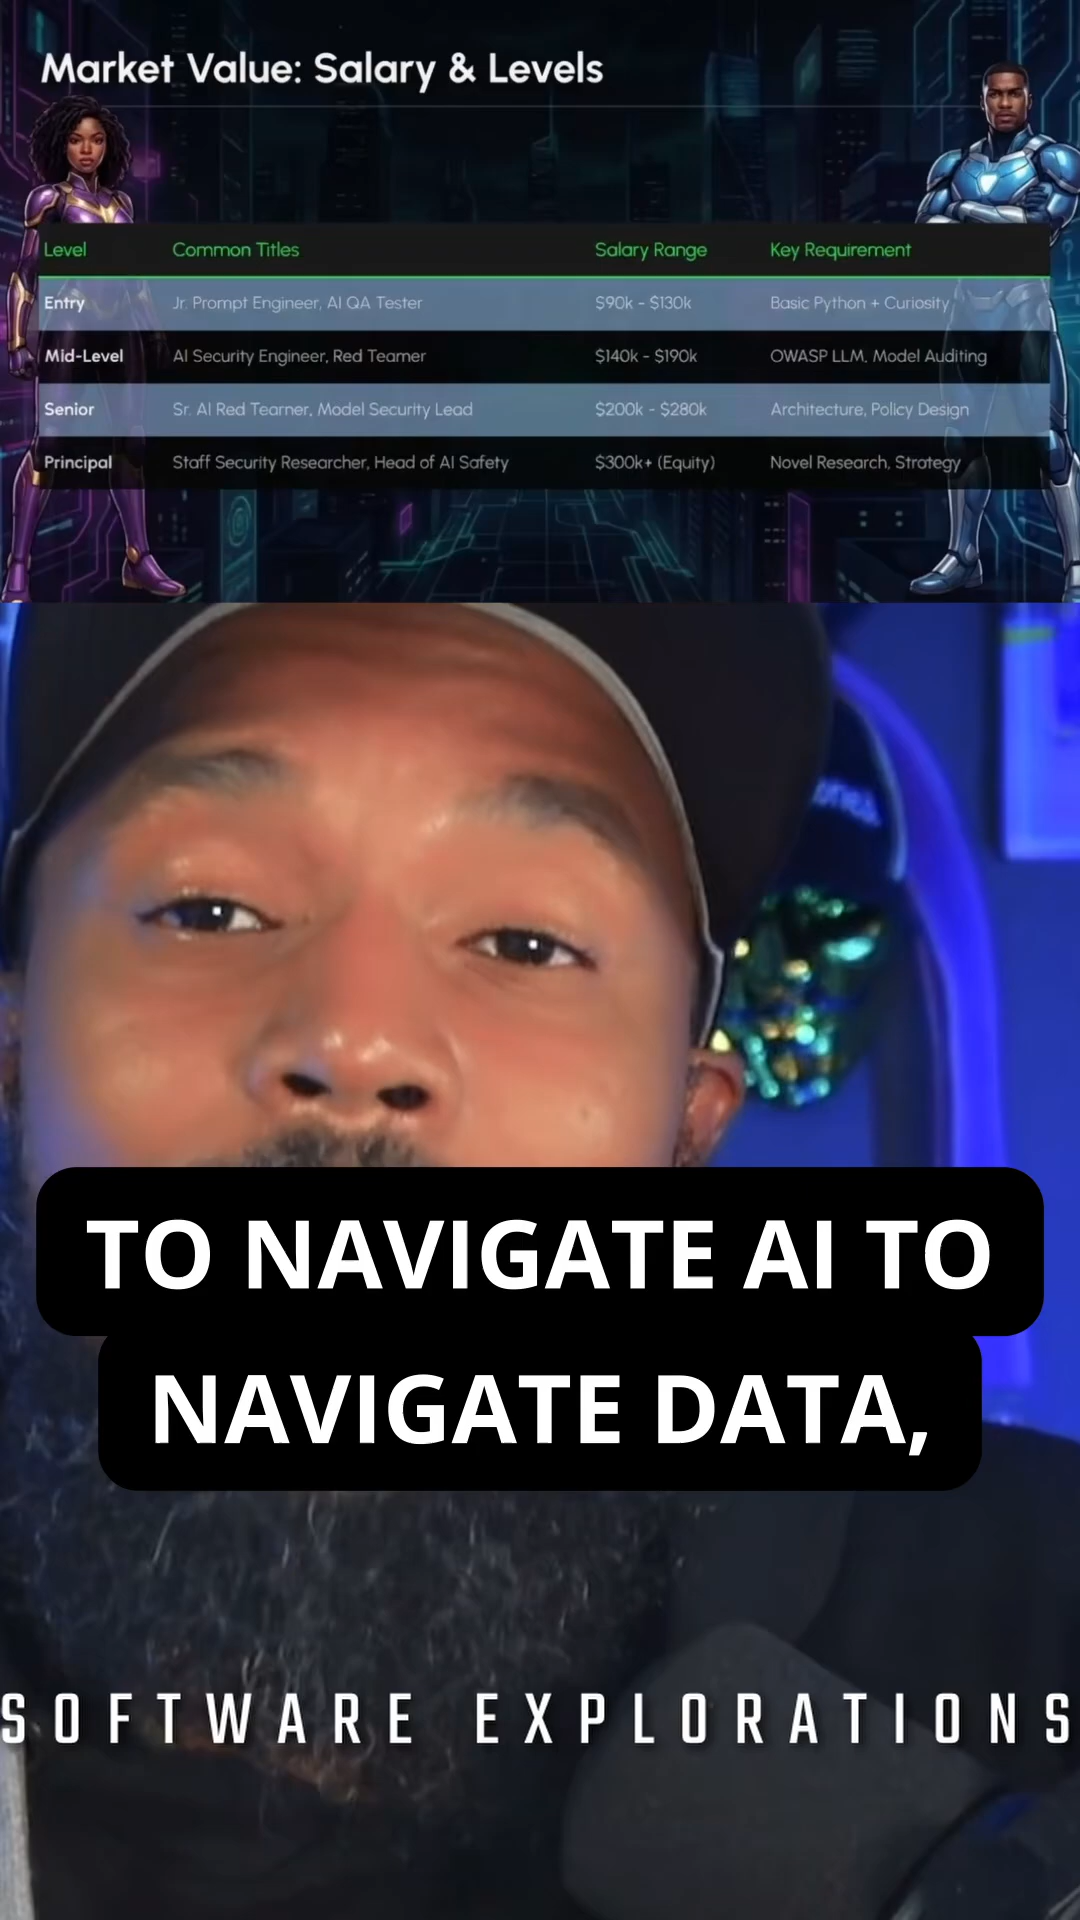 Market Value: Salary & Levels
Level Common Titles Salary Range Key Requirement
Entry Jr. Prompt Engineer, AI QA Tester $90k - $130k Basic Python + Curiosity
Mid-Level AI Security Engineer, Red Teamer $140k - $190k OWASP LLM, Model Auditing
Senior Sr. AI Red Teamer, Model Security Lead $200k - $280k Architecture, Policy Design
Principal Staff Security Researcher, Head of AI Safety $300k+ (Equity) Novel Research, Strategy
TO NAVIGATE AI TO
NAVIGATE DATA,
SOFTWARE EXPLORATIONS